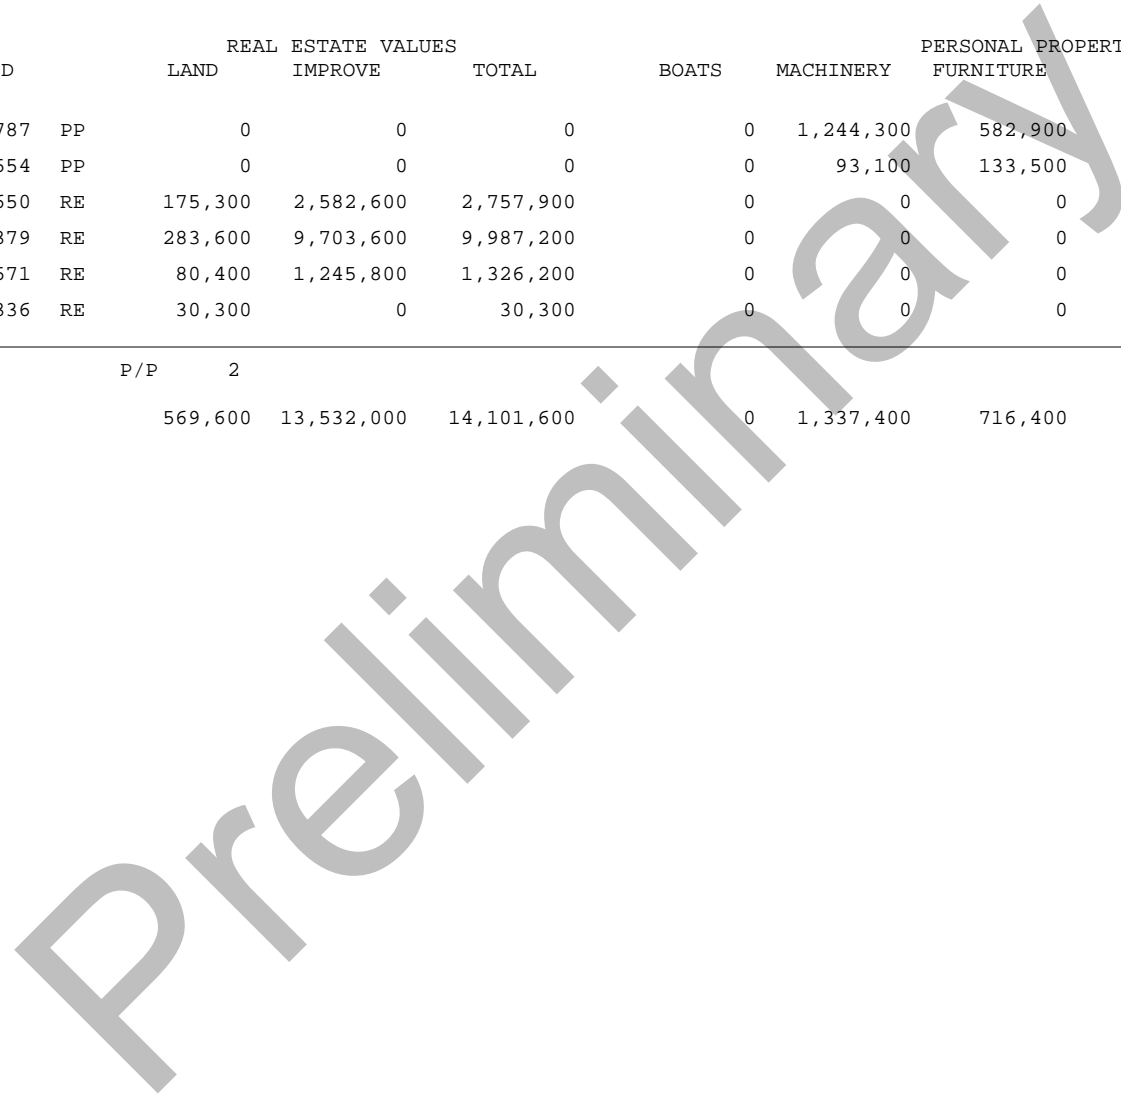 REAL ESTATE VALUES PERSONAL PROPERT
D LAND IMPROVE TOTAL BOATS MACHINERY FURNITURE
787 PP 0 0 0 0 1,244,300 582,900
554 PP 0 0 0 0 93,100 133,500
550 RE 175,300 2,582,600 2,757,900 0 0 0
379 RE 283,600 9,703,600 9,987,200 0 0 0
571 RE 80,400 1,245,800 1,326,200 0 0 0
336 RE 30,300 0 30,300 0 0 0
P/P 2
569,600 13,532,000 14,101,600 0 1,337,400 716,400
Preliminary